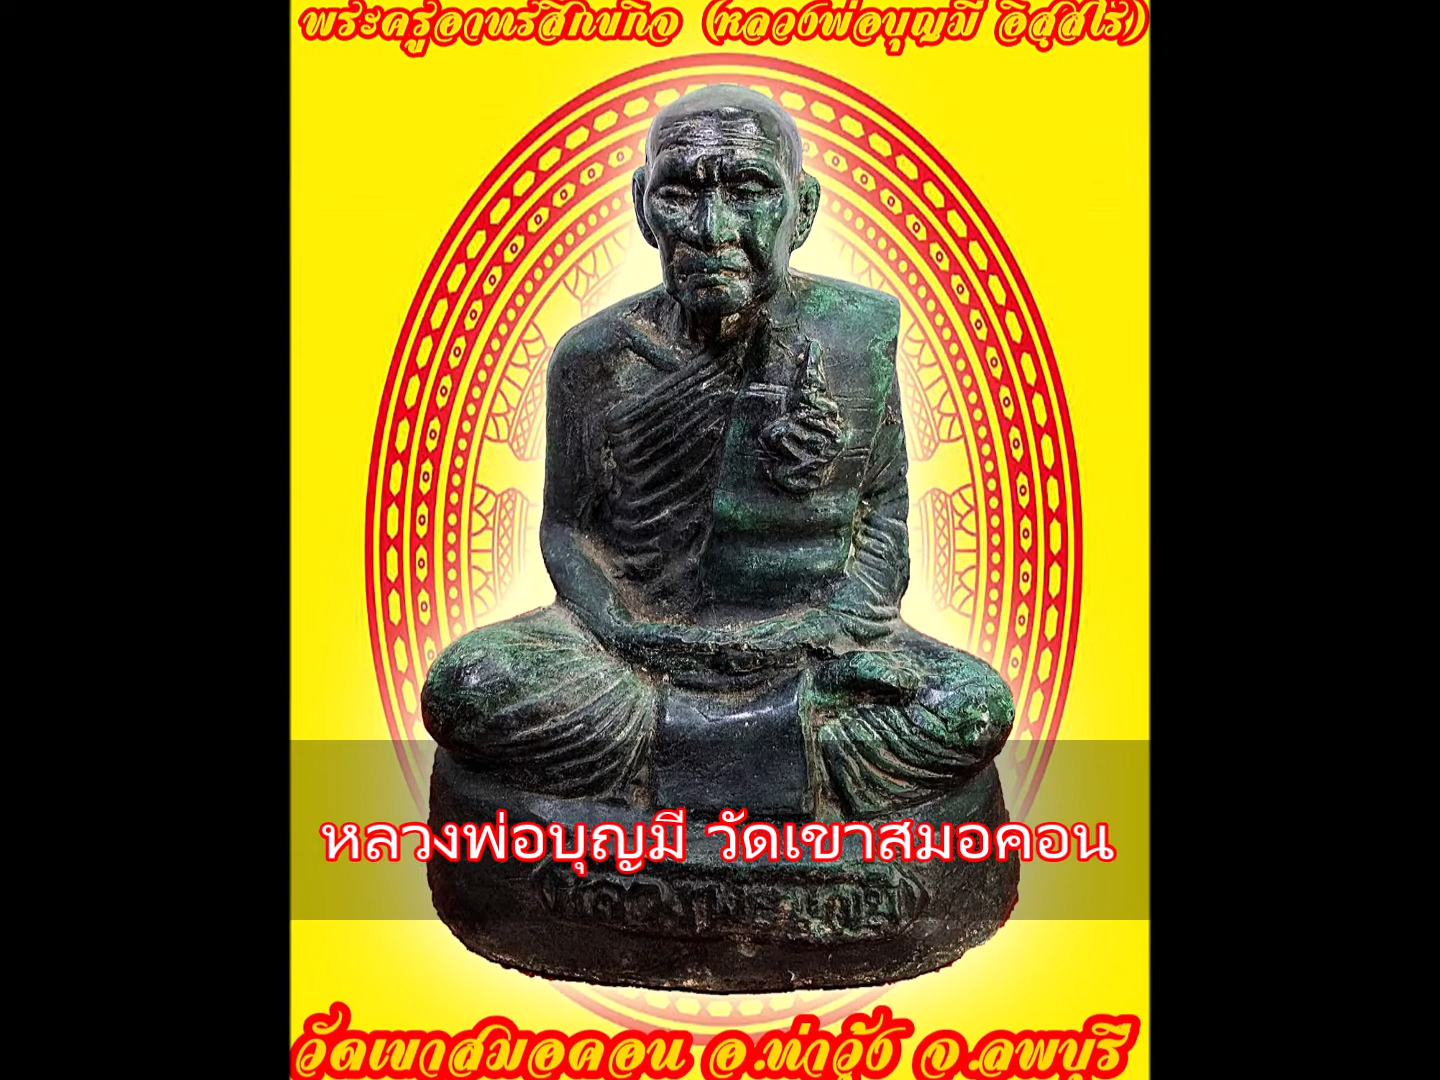 พระครูอาทรสิกขกิจ (หลวงพ่อบุญมี อิสฺสโร)
หลวงพ่อบุญมี วัดเขาสมอคอน
วัดเขาสมอคอน อ.ท่าวุ้ง จ.ลพบุรี